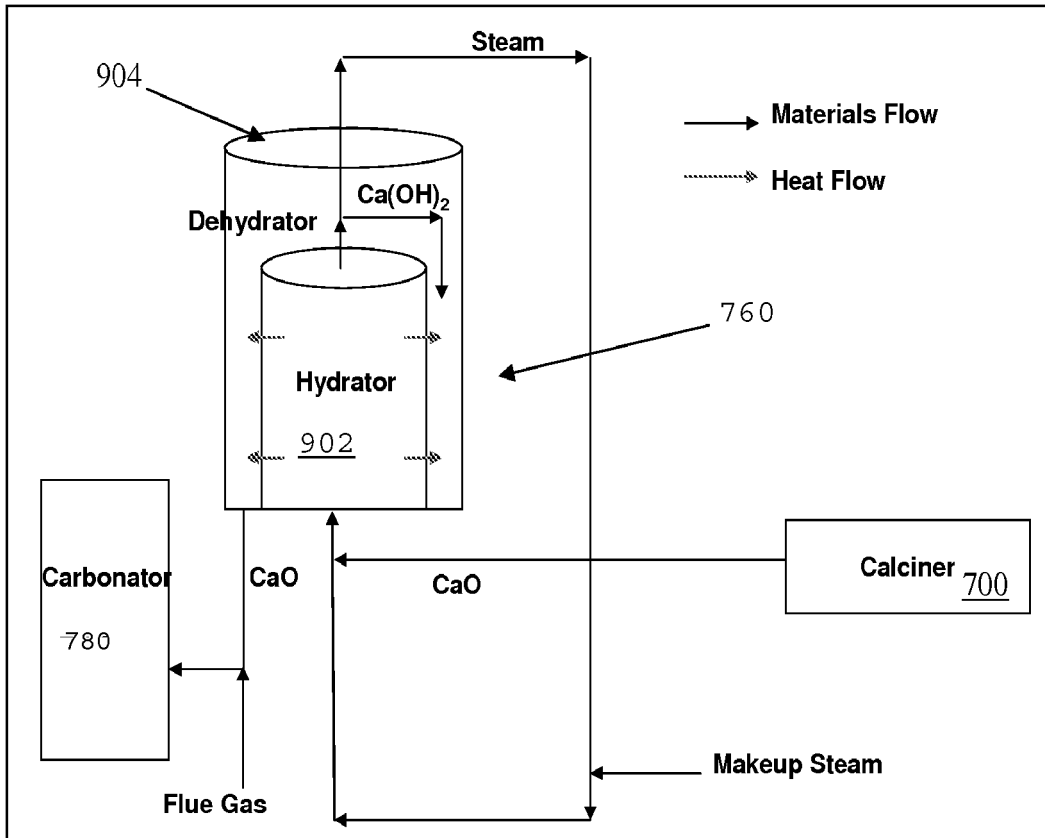 Steam
904
Materials Flow
Heat Flow
Ca(OH)2
Dehydrator
760
Hydrator
902
Carbonator
780
CaO
CaO
Calciner
700
Makeup Steam
Flue Gas